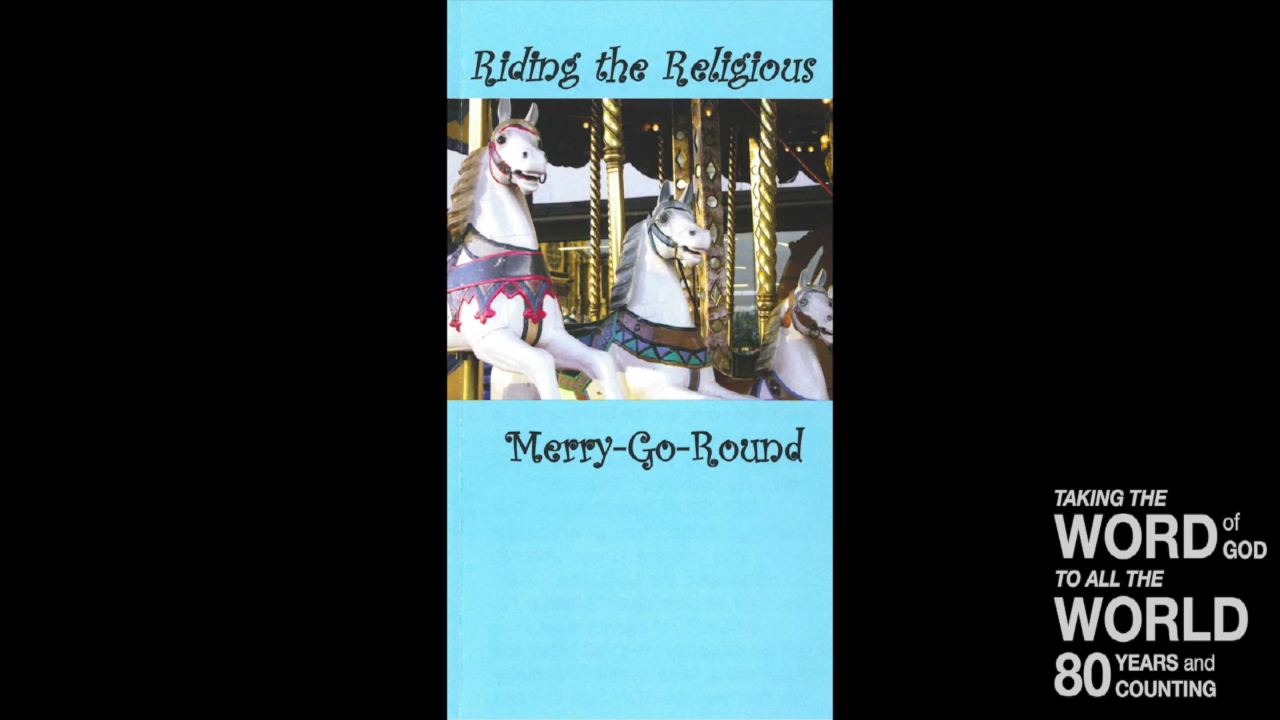 Riding the Religious
Merry-Go-Round
TAKING THE
WORD of GOD
TO ALL THE
WORLD
80 YEARS and
COUNTING